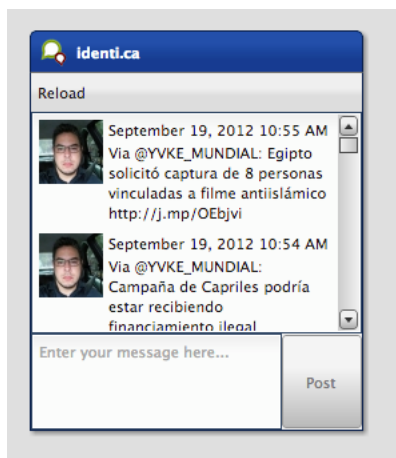 identi.ca
Reload
September 19, 2012 10:55 AM
Via @YVKE_MUNDIAL: Egipto
solicitó captura de 8 personas
vinculadas a filme antiislámico
http://j.mp/OEbjvi
September 19, 2012 10:54 AM
Via @YVKE_MUNDIAL:
Campaña de Capriles podría
estar recibiendo
financiamiento ilegal
Enter your message here...
Post